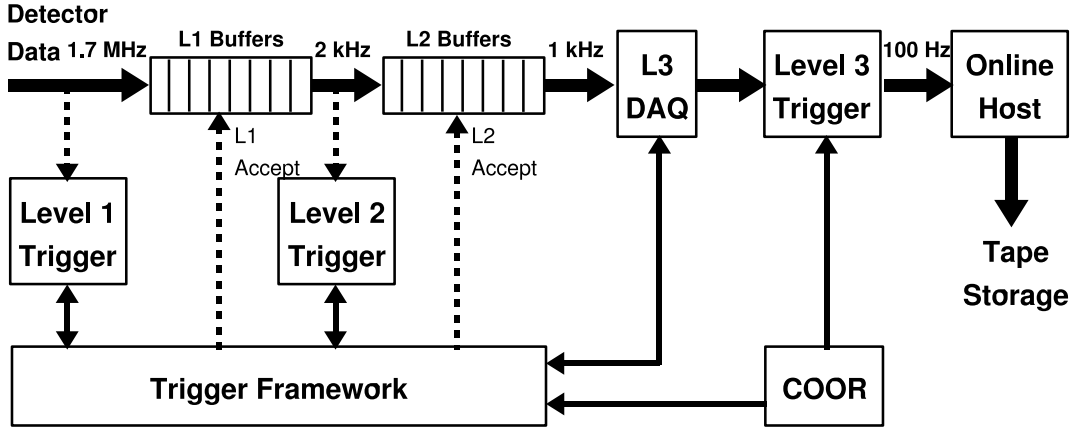 Detector
Data 1.7 MHz
L1 Buffers
2 kHz
L2 Buffers
1 kHz
L3
DAQ
Level 3
Trigger
100 Hz
Online
Host
L1
Accept
L2
Accept
Level 1
Trigger
Level 2
Trigger
Tape
Storage
Trigger Framework
COOR